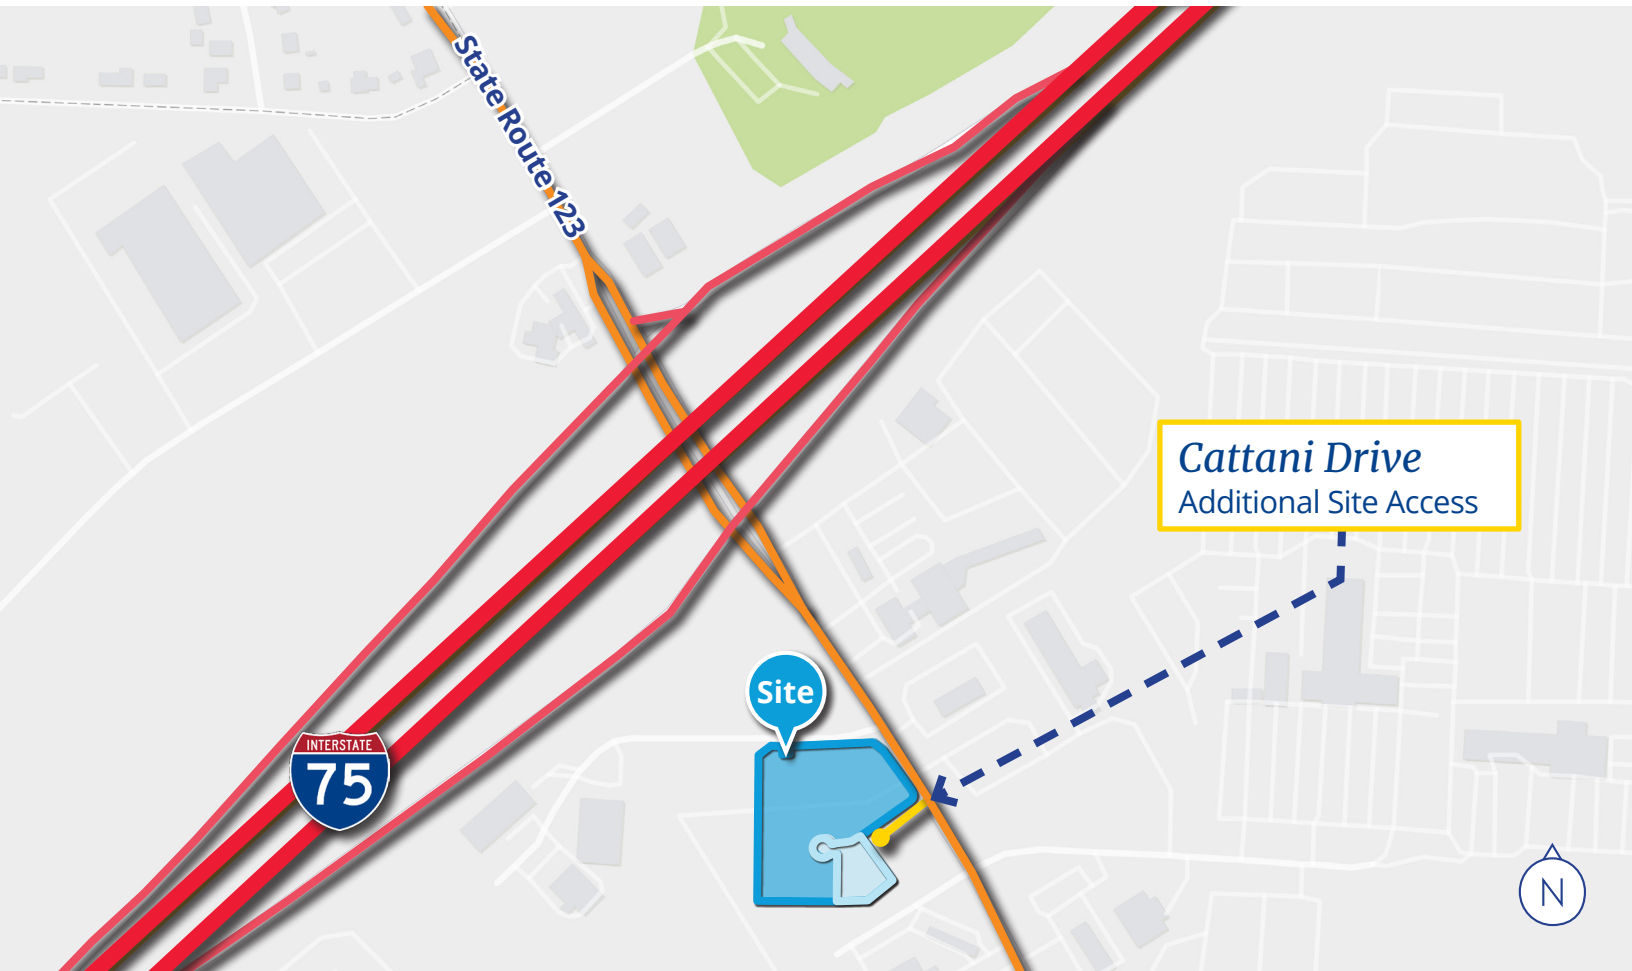 State Route 123
Cattani Drive
Additional Site Access
Site
INTERSTATE
75
N